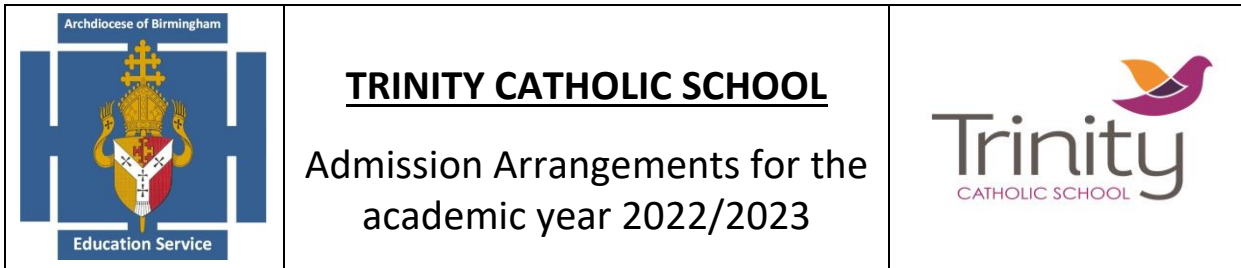 Archdiocese of Birmingham
Education Service
TRINITY CATHOLIC SCHOOL
Admission Arrangements for the
academic year 2022/2023
Trinity
CATHOLIC SCHOOL